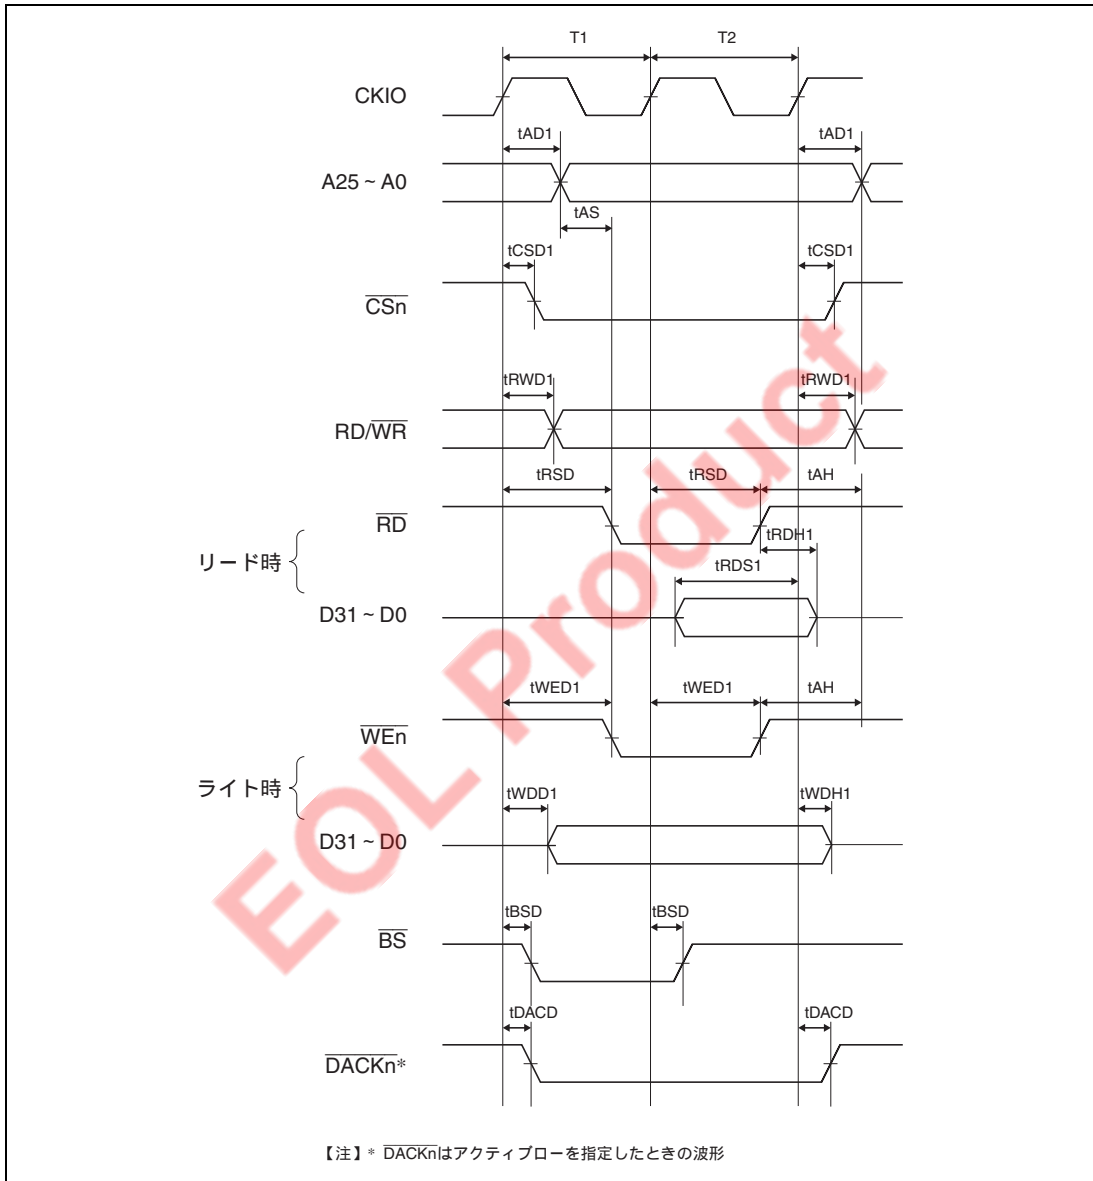 T1 T2
CKIO
tAD1 tAD1
A25 ~ A0
tAS
tCSD1 tCSD1
CSn
tRWD1 tRWD1
RD/WR
tRSD tRSD tAH
RD
tRDH1
リード時
tRDS1
D31 ~ D0
tWED1 tWED1 tAH
WEn
ライト時
tWDD1 tWDH1
D31 ~ D0
tBSD tBSD
BS
tDACD tDACD
DACKn*
【注】* DACKnはアクティブローを指定したときの波形
EOL Product